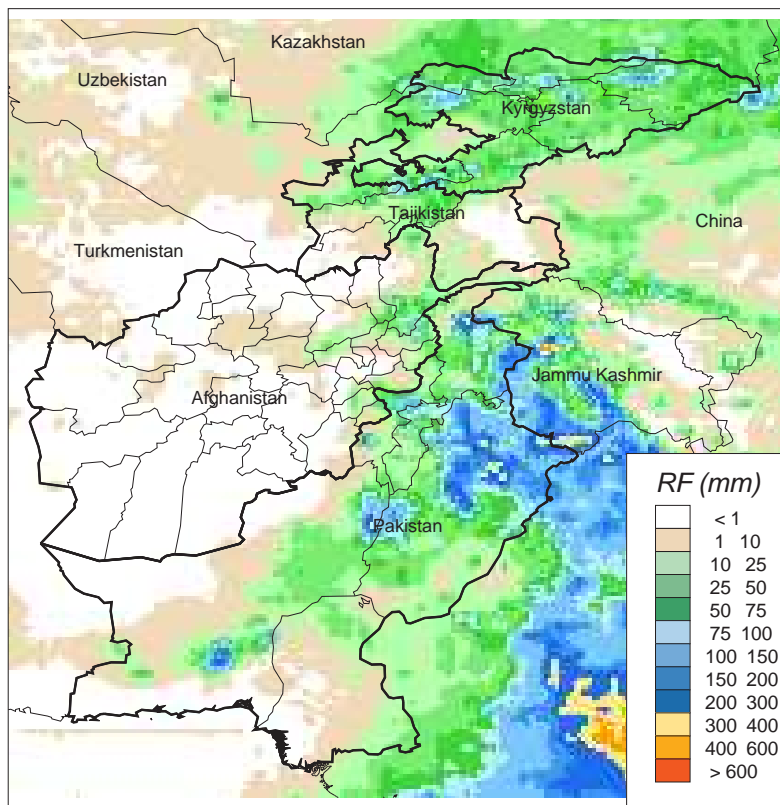 Kazakhstan
Uzbekistan
Kyrgyzstan
Tajikistan
China
Turkmenistan
Jammu Kashmir
Afghanistan
Pakistan
RF (mm)
< 1
1 10
10 25
25 50
50 75
75 100
100 150
150 200
200 300
300 400
400 600
> 600